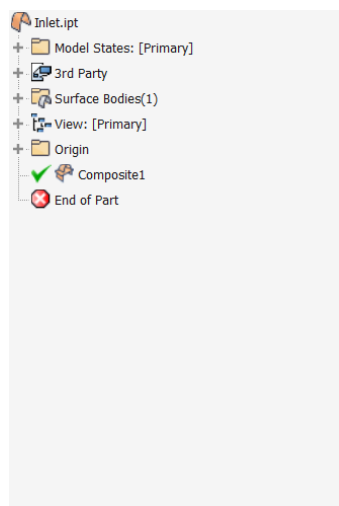 Inlet.ipt
Model States: [Primary]
3rd Party
Surface Bodies(1)
View: [Primary]
Origin
Composite1
End of Part